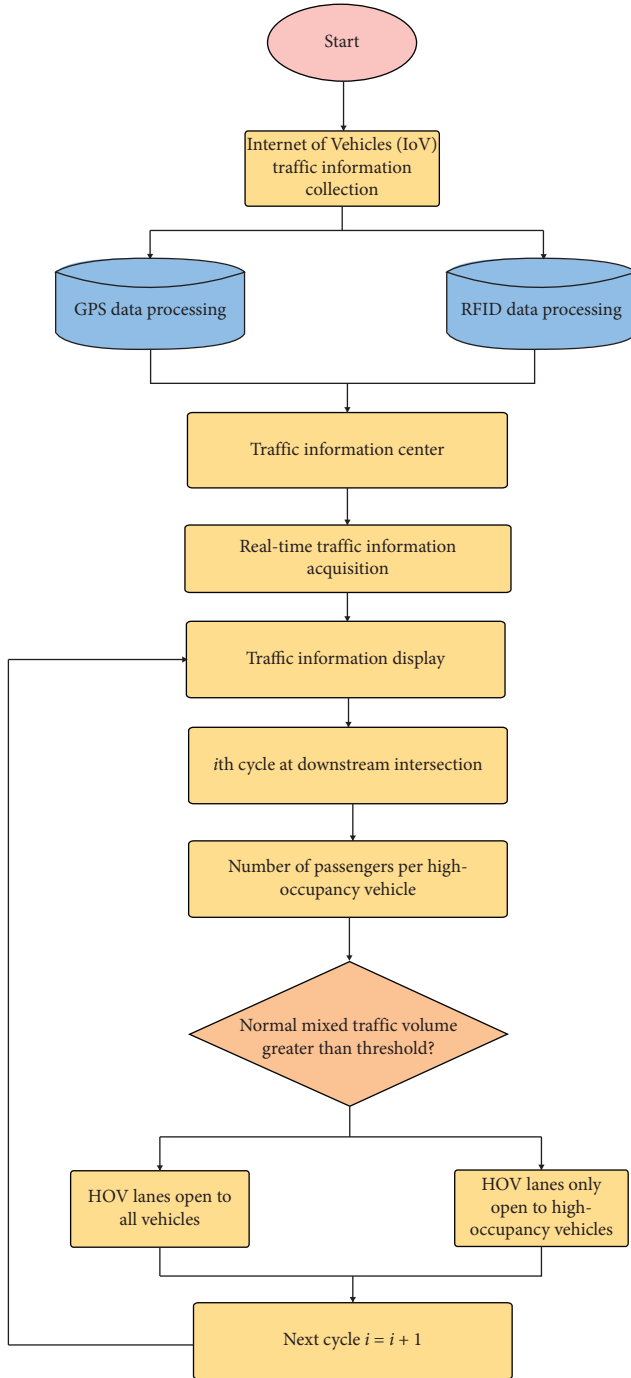 Start
Internet of Vehicles (IoV)
traffic information
collection
GPS data processing
RFID data processing
Traffic information center
Real-time traffic information
acquisition
Traffic information display
ith cycle at downstream intersection
Number of passengers per high-
occupancy vehicle
Normal mixed traffic volume
greater than threshold?
HOV lanes open to
all vehicles
HOV lanes only
open to high-
occupancy vehicles
Next cycle i = i + 1